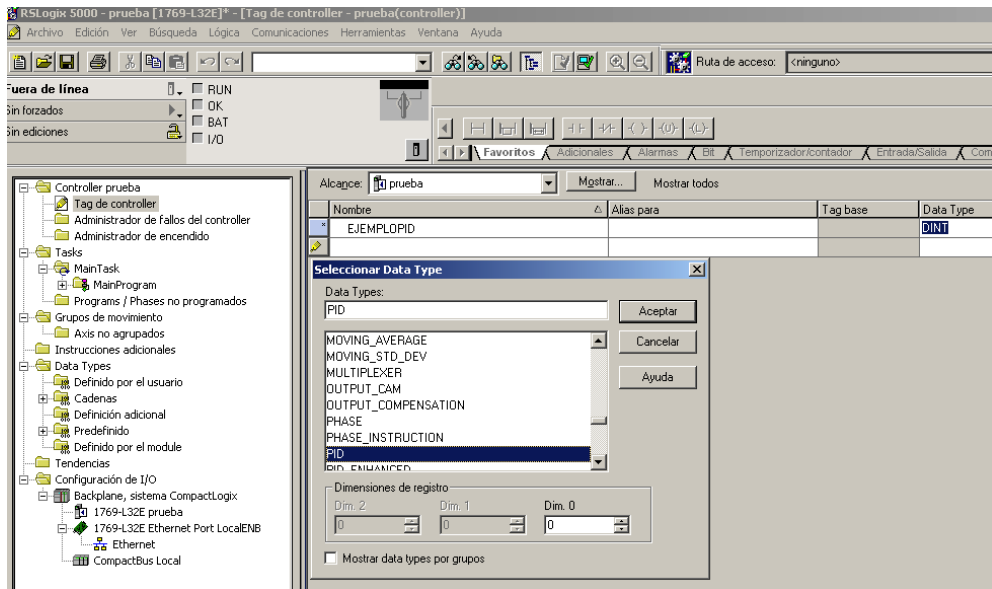 RSLogix 5000 - prueba [1769-L32E]* - [Tag de controller - prueba(controller)]
Archivo Edición Ver Búsqueda Lógica Comunicaciones Herramientas Ventana Ayuda
Ruta de acceso: <ninguno>
Fuera de línea
RUN
Sin forzados
OK
BAT
Sin ediciones
I/O
Favoritos Adicionales Alarmas Bit Temporizador/contador Entrada/Salida Com
Controller prueba
Tag de controller
Administrador de fallos del controller
Administrador de encendido
Tasks
MainTask
MainProgram
Programs / Phases no programados
Grupos de movimiento
Axis no agrupados
Instrucciones adicionales
Data Types
Definido por el usuario
Cadenas
Definición adicional
Predefinido
Definido por el module
Tendencias
Configuración de I/O
Backplane, sistema CompactLogix
1769-L32E prueba
1769-L32E Ethernet Port LocalENB
Ethernet
CompactBus Local
Alcance: prueba Mostrar... Mostrar todos
Nombre Alias para Tag base Data Type
EJEMPLOPID DINT
Seleccionar Data Type
Data Types:
PID
Aceptar
Cancelar
Ayuda
MOVING_AVERAGE
MOVING_STD_DEV
MULTIPLEXER
OUTPUT_CAM
OUTPUT_COMPENSATION
PHASE
PHASE_INSTRUCTION
PID
PID_ENHANCED
Dimensiones de registro
Dim. 2 Dim. 1 Dim. 0
0 0 0
Mostrar data types por grupos